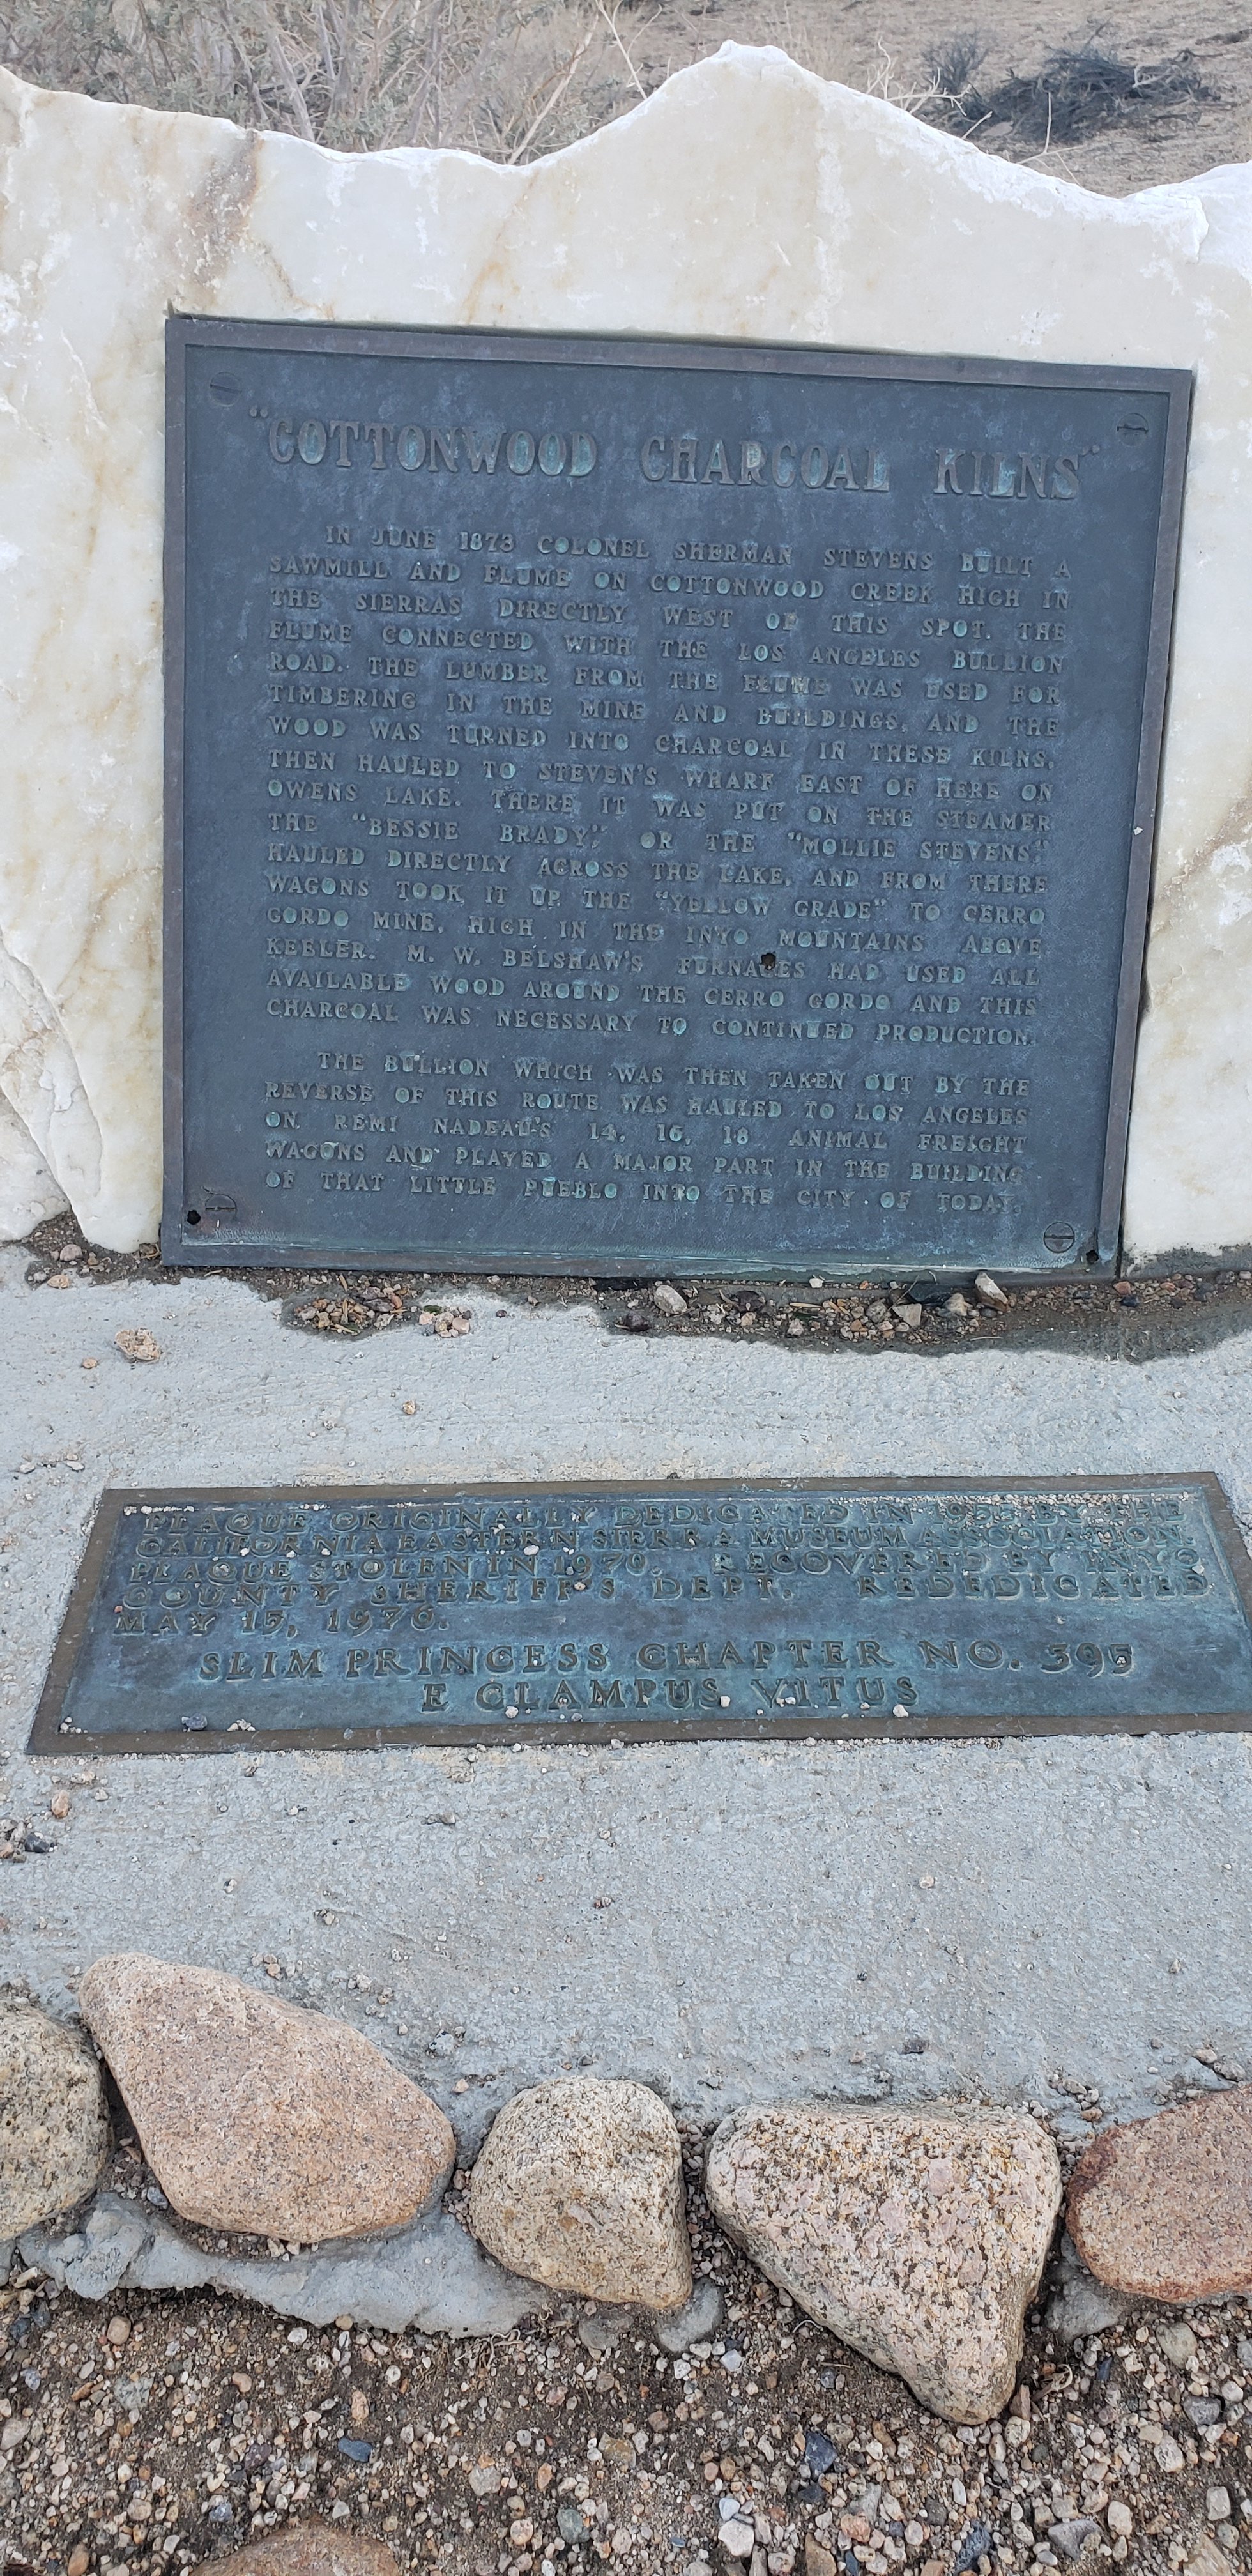 "COTTONWOOD CHARCOAL KILNS"
IN JUNE 1873 COLONEL SHERMAN STEVENS BUILT A
SAWMILL AND FLUME ON COTTONWOOD CREEK HIGH IN
THE SIERRAS DIRECTLY WEST OF THIS SPOT. THE
FLUME CONNECTED WITH THE LOS ANGELES BULLION
ROAD. THE LUMBER FROM THE FLUME WAS USED FOR
TIMBERING IN THE MINE AND BUILDINGS, AND THE
WOOD WAS TURNED INTO CHARCOAL IN THESE KILNS,
THEN HAULED TO STEVEN'S WHARF EAST OF HERE ON
OWENS LAKE. THERE IT WAS PUT ON THE STEAMER
THE "BESSIE BRADY," OR THE "MOLLIE STEVENS,"
HAULED DIRECTLY ACROSS THE LAKE, AND FROM THERE
WAGONS TOOK IT UP THE "YELLOW GRADE" TO CERRO
GORDO MINE, HIGH IN THE INYO MOUNTAINS ABOVE
KEELER. M. W. BELSHAW'S FURNACES HAD USED ALL
AVAILABLE WOOD AROUND THE CERRO GORDO AND THIS
CHARCOAL WAS NECESSARY TO CONTINUED PRODUCTION.
THE BULLION WHICH WAS THEN TAKEN OUT BY THE
REVERSE OF THIS ROUTE WAS HAULED TO LOS ANGELES
ON REMI NADEAU'S 14, 16, 18 ANIMAL FREIGHT
WAGONS AND PLAYED A MAJOR PART IN THE BUILDING
OF THAT LITTLE PUEBLO INTO THE CITY OF TODAY.
PLAQUE ORIGINALLY DEDICATED IN BY THE
CALIFORNIA EASTERN SIERRA MUSEUM ASSOCIATION.
PLAQUE STOLEN IN 1970. RECOVERED BY INYO
COUNTY SHERIFF'S DEPT. REDEDICATED
MAY 15, 1970.
SLIM PRINCESS CHAPTER NO. 395
E CLAMPUS VITUS